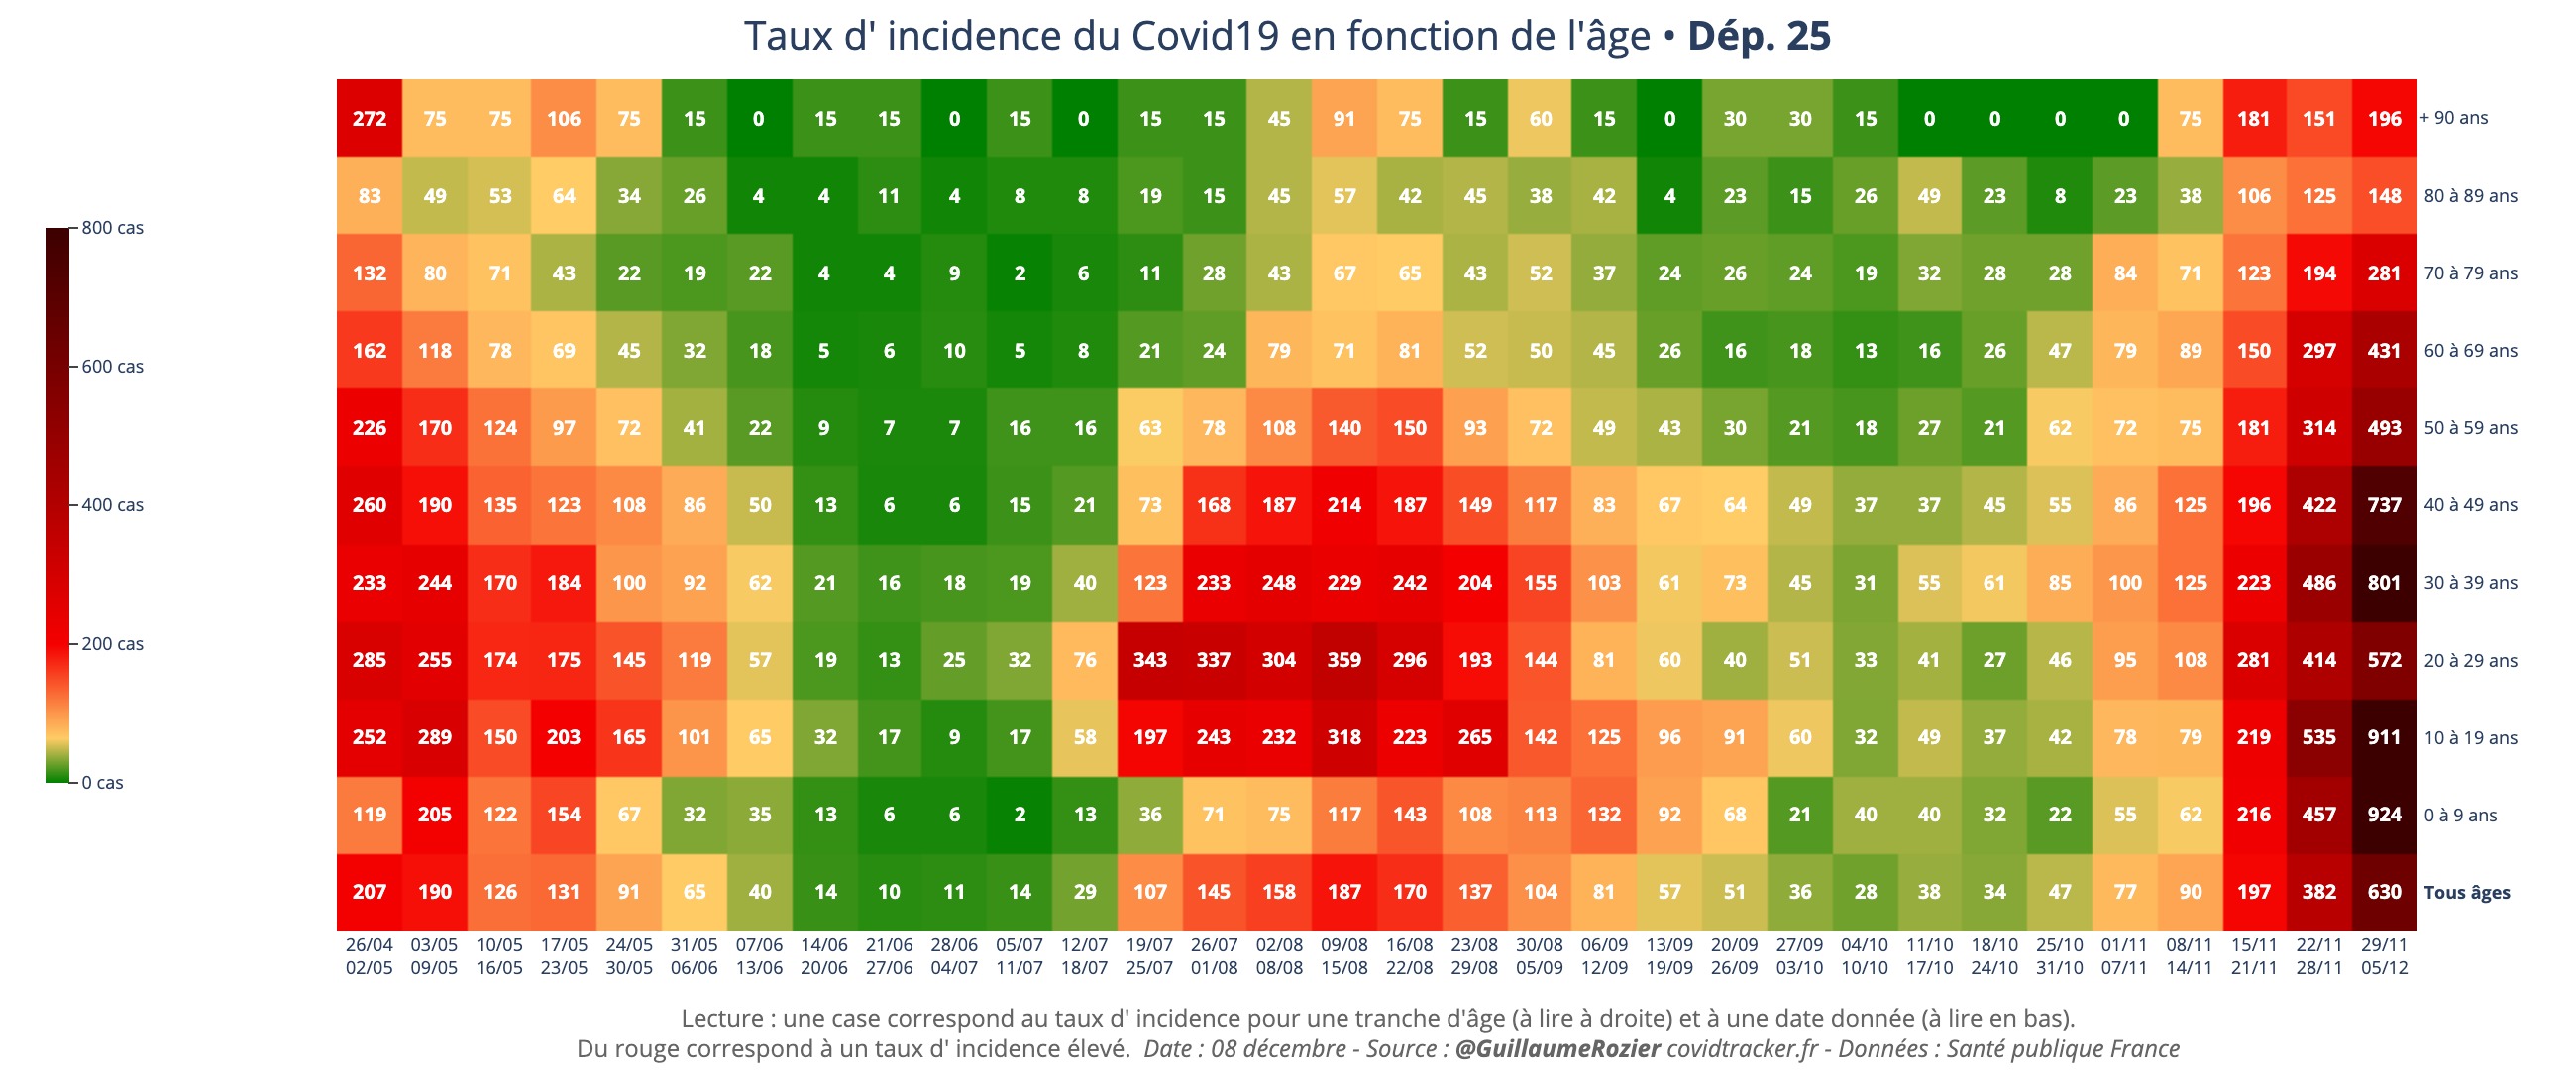 Taux d' incidence du Covid19 en fonction de l'âge • Dép. 25
800 cas
600 cas
400 cas
200 cas
0 cas
272 75 75 106 75 15 0 15 15 0 15 0 15 15 45 91 75 15 60 15 0 30 30 15 0 0 0 0 75 181 151 196 + 90 ans
83 49 53 64 34 26 4 4 11 4 8 8 19 15 45 57 42 45 38 42 4 23 15 26 49 23 8 23 38 106 125 148 80 à 89 ans
132 80 71 43 22 19 22 4 4 9 2 6 11 28 43 67 65 43 52 37 24 26 24 19 32 28 28 84 71 123 194 281 70 à 79 ans
162 118 78 69 45 32 18 5 6 10 5 8 21 24 79 71 81 52 50 45 26 16 18 13 16 26 47 79 89 150 297 431 60 à 69 ans
226 170 124 97 72 41 22 9 7 7 16 16 63 78 108 140 150 93 72 49 43 30 21 18 27 21 62 72 75 181 314 493 50 à 59 ans
260 190 135 123 108 86 50 13 6 6 15 21 73 168 187 214 187 149 117 83 67 64 49 37 37 45 55 86 125 196 422 737 40 à 49 ans
233 244 170 184 100 92 62 21 16 18 19 40 123 233 248 229 242 204 155 103 61 73 45 31 55 61 85 100 125 223 486 801 30 à 39 ans
285 255 174 175 145 119 57 19 13 25 32 76 343 337 304 359 296 193 144 81 60 40 51 33 41 27 46 95 108 281 414 572 20 à 29 ans
252 289 150 203 165 101 65 32 17 9 17 58 197 243 232 318 223 265 142 125 96 91 60 32 49 37 42 78 79 219 535 911 10 à 19 ans
119 205 122 154 67 32 35 13 6 6 2 13 36 71 75 117 143 108 113 132 92 68 21 40 40 32 22 55 62 216 457 924 0 à 9 ans
207 190 126 131 91 65 40 14 10 11 14 29 107 145 158 187 170 137 104 81 57 51 36 28 38 34 47 77 90 197 382 630 Tous âges
26/04 03/05 10/05 17/05 24/05 31/05 07/06 14/06 21/06 28/06 05/07 12/07 19/07 26/07 02/08 09/08 16/08 23/08 30/08 06/09 13/09 20/09 27/09 04/10 11/10 18/10 25/10 01/11 08/11 15/11 22/11 29/11
02/05 09/05 16/05 23/05 30/05 06/06 13/06 20/06 27/06 04/07 11/07 18/07 25/07 01/08 08/08 15/08 22/08 29/08 05/09 12/09 19/09 26/09 03/10 10/10 17/10 24/10 31/10 07/11 14/11 21/11 28/11 05/12
Lecture : une case correspond au taux d' incidence pour une tranche d'âge (à lire à droite) et à une date donnée (à lire en bas).
Du rouge correspond à un taux d' incidence élevé. Date : 08 décembre - Source : @GuillaumeRozier covidtracker.fr - Données : Santé publique France